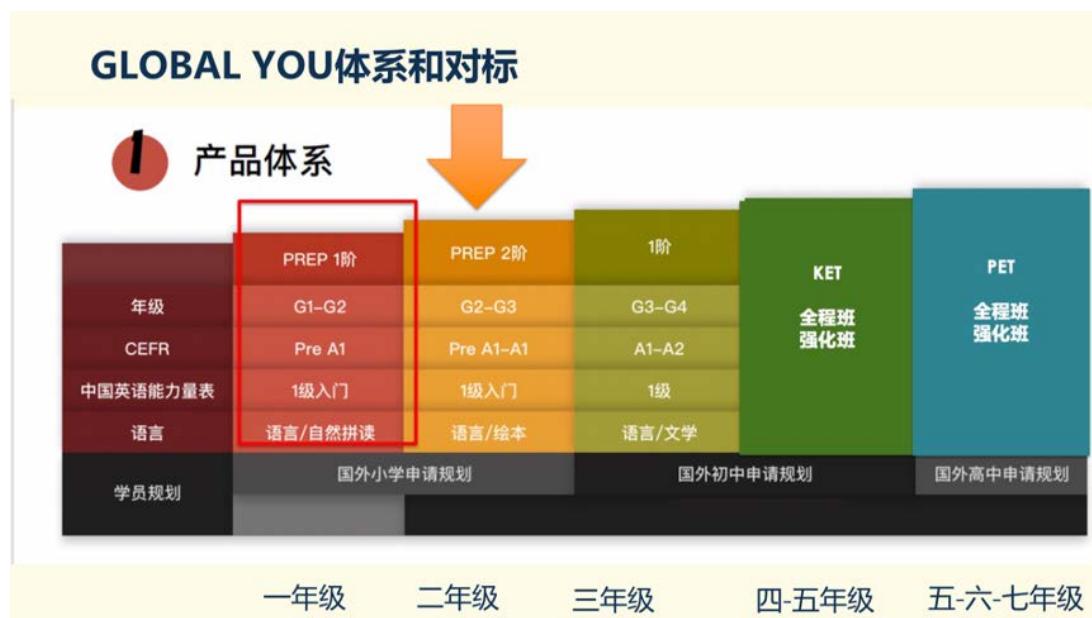 GLOBAL YOU体系和对标
1 产品体系
PREP 1阶 PREP 2阶 1阶 KET PET
年级 G1–G2 G2–G3 G3–G4 全程班 全程班
强化班 强化班
CEFR Pre A1 Pre A1–A1 A1–A2
中国英语能力量表 1级入门 1级入门 1级
语言 语言/自然拼读 语言/绘本 语言/文学
学员规划 国外小学申请规划 国外初中申请规划 国外高中申请规划
一年级 二年级 三年级 四-五年级 五-六-七年级